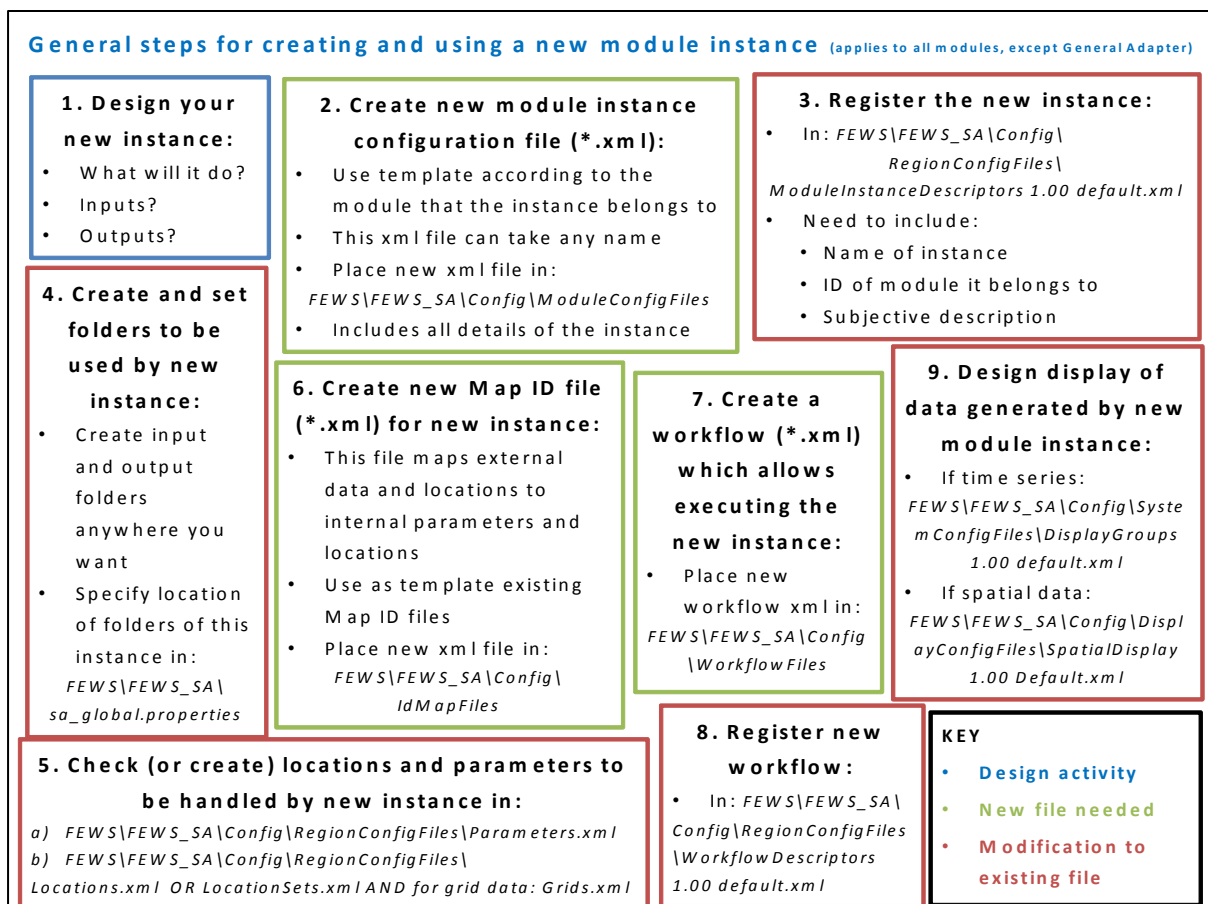 General steps for creating and using a new module instance (applies to all modules, except General Adapter)
1. Design your
new instance:
• What will it do?
• Inputs?
• Outputs?
2. Create new module instance
configuration file (*.xml):
• Use template according to the
module that the instance belongs to
• This xml file can take any name
• Place new xml file in:
FEWS\FEWS_SA\Config\ModuleConfigFiles
• Includes all details of the instance
3. Register the new instance:
• In: FEWS\FEWS_SA\Config\
RegionConfigFiles\
ModuleInstanceDescriptors 1.00 default.xml
• Need to include:
• Name of instance
• ID of module it belongs to
• Subjective description
4. Create and set
folders to be
used by new
instance:
• Create input
and output
folders
anywhere you
want
• Specify location
of folders of this
instance in:
FEWS\FEWS_SA\
sa_global.properties
5. Check (or create) locations and parameters to
be handled by new instance in:
a) FEWS\FEWS_SA\Config\RegionConfigFiles\Parameters.xml
b) FEWS\FEWS_SA\Config\RegionConfigFiles\
Locations.xml OR LocationSets.xml AND for grid data: Grids.xml
6. Create new Map ID file
(*.xml) for new instance:
• This file maps external
data and locations to
internal parameters and
locations
• Use as template existing
Map ID files
• Place new xml file in:
FEWS\FEWS_SA\Config\
IdMapFiles
7. Create a
workflow (*.xml)
which allows
executing the
new instance:
• Place new
workflow xml in:
FEWS\FEWS_SA\Config
\WorkflowFiles
8. Register new
workflow:
• In: FEWS\FEWS_SA\
Config\RegionConfigFiles
\WorkflowDescriptors
1.00 default.xml
9. Design display of
data generated by new
module instance:
• If time series:
FEWS\FEWS_SA\Config\Syste
mConfigFiles\DisplayGroups
1.00 default.xml
• If spatial data:
FEWS\FEWS_SA\Config\Displ
ayConfigFiles\SpatialDisplay
1.00 Default.xml
KEY
• Design activity
• New file needed
• Modification to
existing file